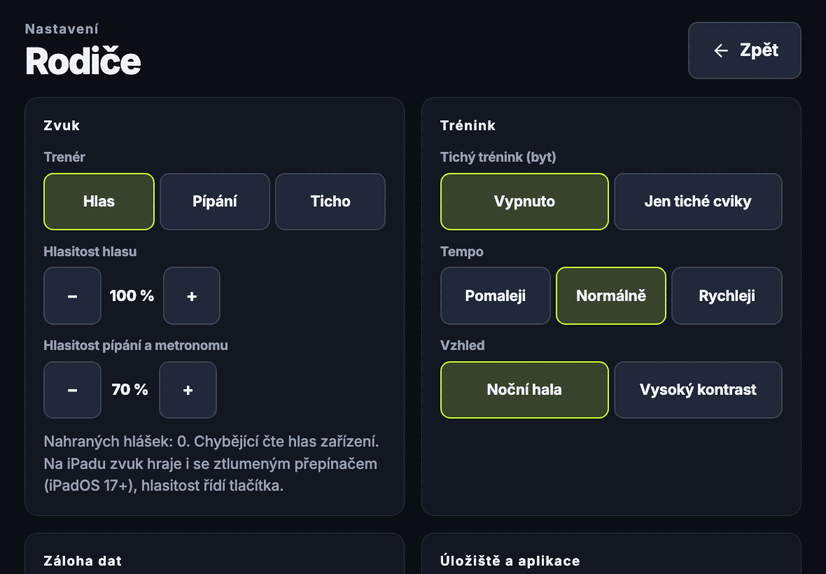 Nastavení
Rodiče
← Zpět
Zvuk
Trenér
Hlas
Pípání
Ticho
Hlasitost hlasu
– 100 % +
Hlasitost pípání a metronomu
– 70 % +
Nahraných hlášek: 0. Chybějící čte hlas zařízení.
Na iPadu zvuk hraje i se ztlumeným přepínačem
(iPadOS 17+), hlasitost řídí tlačítka.
Trénink
Tichý trénink (byt)
Vypnuto
Jen tiché cviky
Tempo
Pomaleji
Normálně
Rychleji
Vzhled
Noční hala
Vysoký kontrast
Záloha dat
Úložiště a aplikace